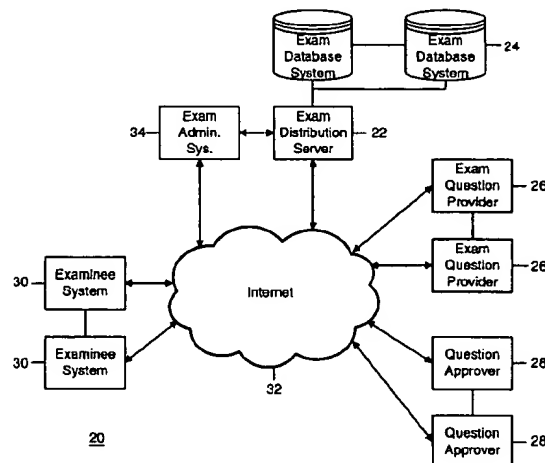 Exam
Database
System
Exam
Database
System
24
34
Exam
Admin.
Sys.
Exam
Distribution
Server
22
Exam
Question
Provider
26
Exam
Question
Provider
26
30
Examinee
System
Internet
30
Examinee
System
32
Question
Approver
28
Question
Approver
28
20